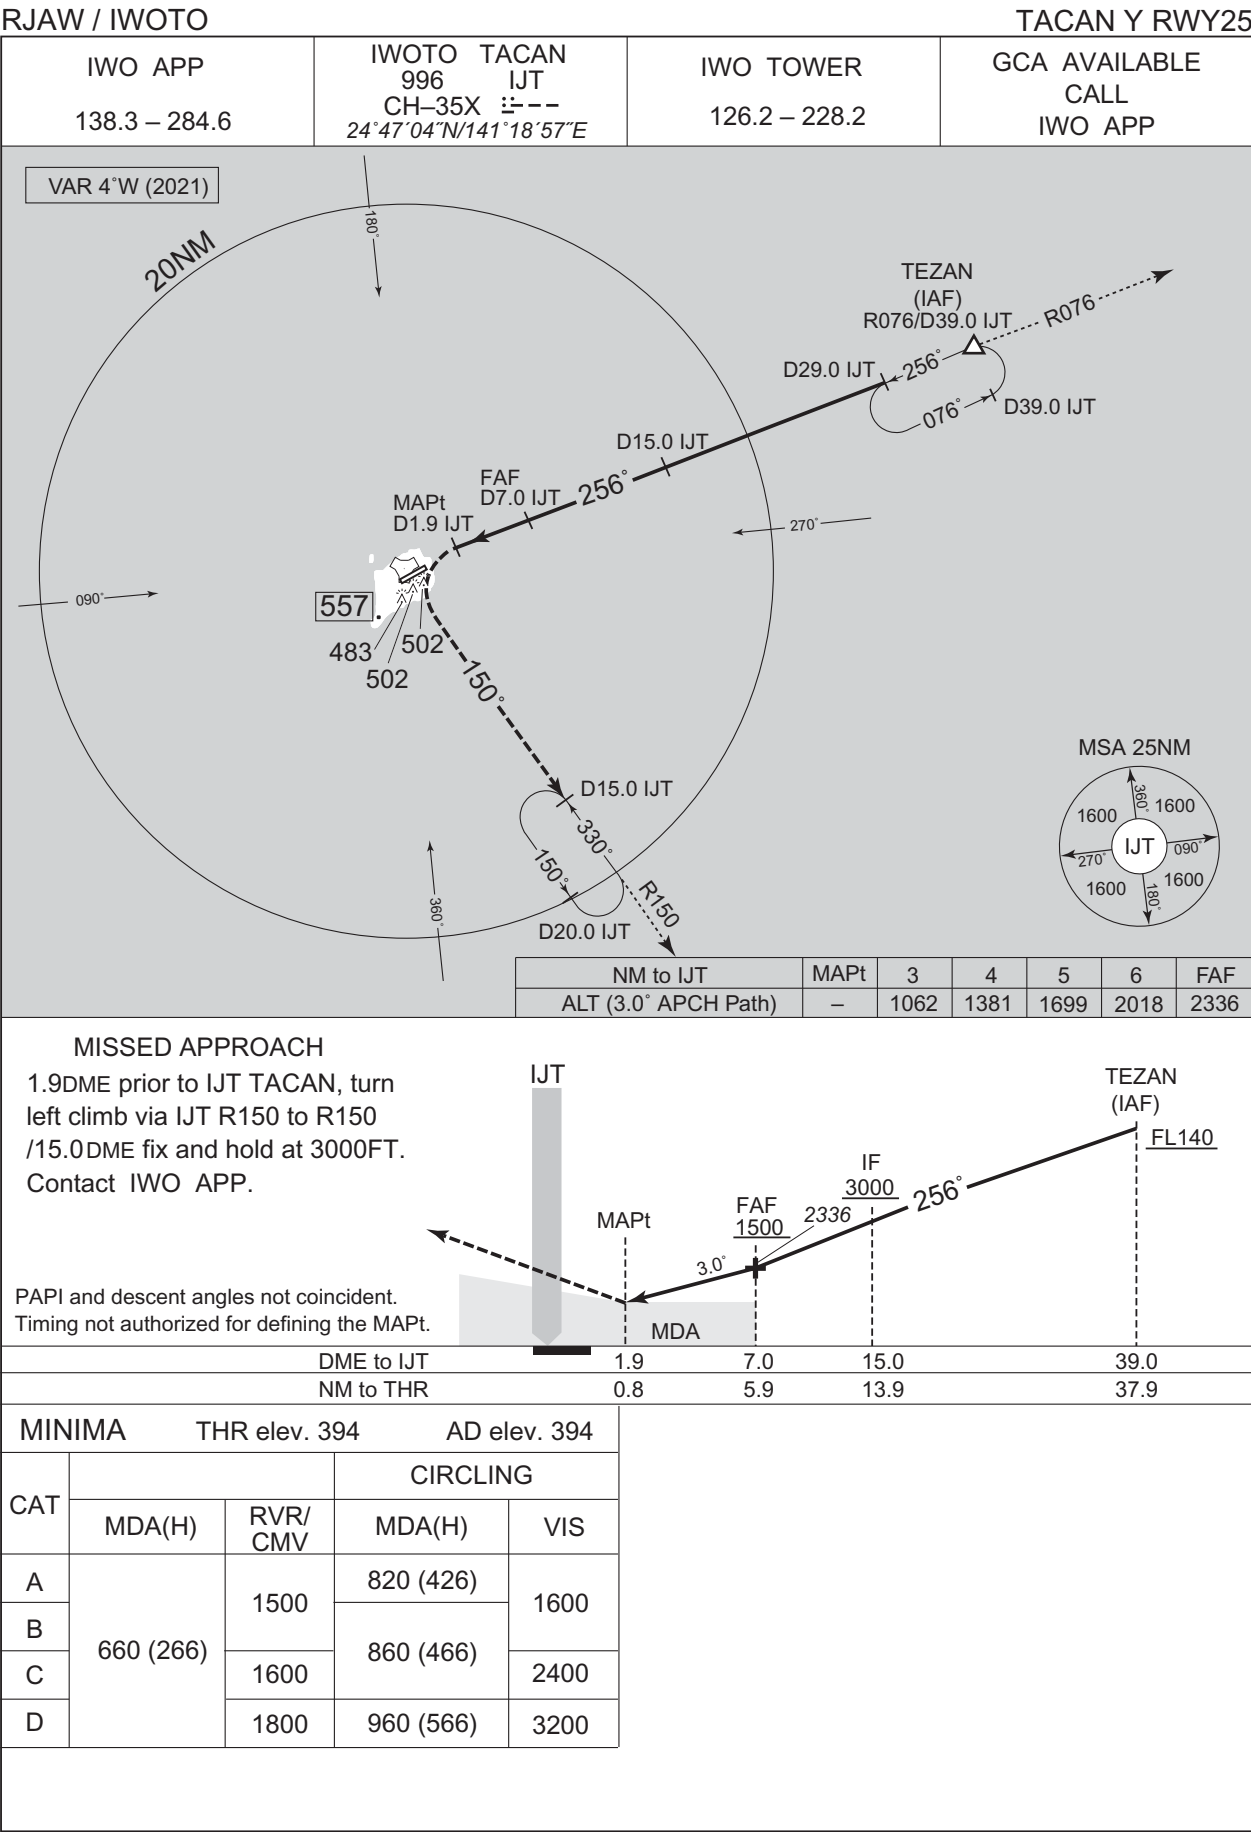 RJAW / IWOTO
TACAN Y RWY25
IWO APP
138.3 – 284.6
IWOTO TACAN
996 IJT
CH–35X
24°47´04˝N/141°18´57˝E
IWO TOWER
126.2 – 228.2
GCA AVAILABLE
CALL
IWO APP
VAR 4°W (2021)
20NM
180°
TEZAN
(IAF)
R076/D39.0 IJT
R076
D29.0 IJT
256°
076°
D39.0 IJT
D15.0 IJT
FAF
D7.0 IJT
256°
MAPt
D1.9 IJT
270°
090°
557
483
502
502
150°
D15.0 IJT
330°
150°
R150
D20.0 IJT
360°
MSA 25NM
360°
1600
1600
IJT
270°
090°
1600
1600
180°
NM to IJT MAPt 3 4 5 6 FAF
ALT (3.0° APCH Path) – 1062 1381 1699 2018 2336
MISSED APPROACH
1.9DME prior to IJT TACAN, turn
left climb via IJT R150 to R150
/15.0DME fix and hold at 3000FT.
Contact IWO APP.
PAPI and descent angles not coincident.
Timing not authorized for defining the MAPt.
IJT
TEZAN
(IAF)
FL140
IF
3000
256°
FAF
1500
2336
MAPt
3.0°
MDA
DME to IJT 1.9 7.0 15.0 39.0
NM to THR 0.8 5.9 13.9 37.9
MINIMA THR elev. 394 AD elev. 394
CAT
CIRCLING
MDA(H)
RVR/
CMV
MDA(H)
VIS
A
B
C
D
660 (266)
1500
1600
1800
820 (426)
860 (466)
960 (566)
1600
2400
3200